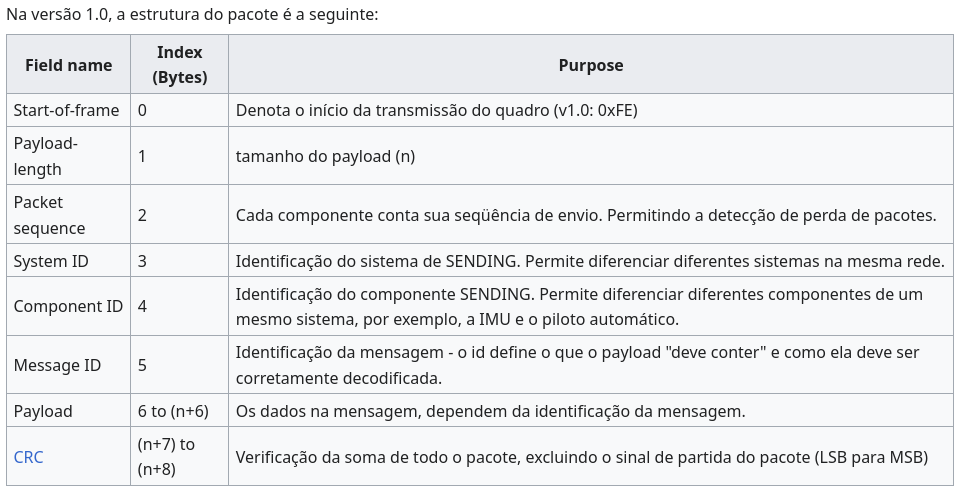 Na versão 1.0, a estrutura do pacote é a seguinte:
Field name
Index
(Bytes)
Purpose
Start-of-frame
0
Denota o início da transmissão do quadro (v1.0: 0xFE)
Payload-
length
1
tamanho do payload (n)
Packet
sequence
2
Cada componente conta sua seqüência de envio. Permitindo a detecção de perda de pacotes.
System ID
3
Identificação do sistema de SENDING. Permite diferenciar diferentes sistemas na mesma rede.
Component ID
4
Identificação do componente SENDING. Permite diferenciar diferentes componentes de um
mesmo sistema, por exemplo, a IMU e o piloto automático.
Message ID
5
Identificação da mensagem - o id define o que o payload "deve conter" e como ela deve ser
corretamente decodificada.
Payload
6 to (n+6)
Os dados na mensagem, dependem da identificação da mensagem.
CRC
(n+7) to
(n+8)
Verificação da soma de todo o pacote, excluindo o sinal de partida do pacote (LSB para MSB)